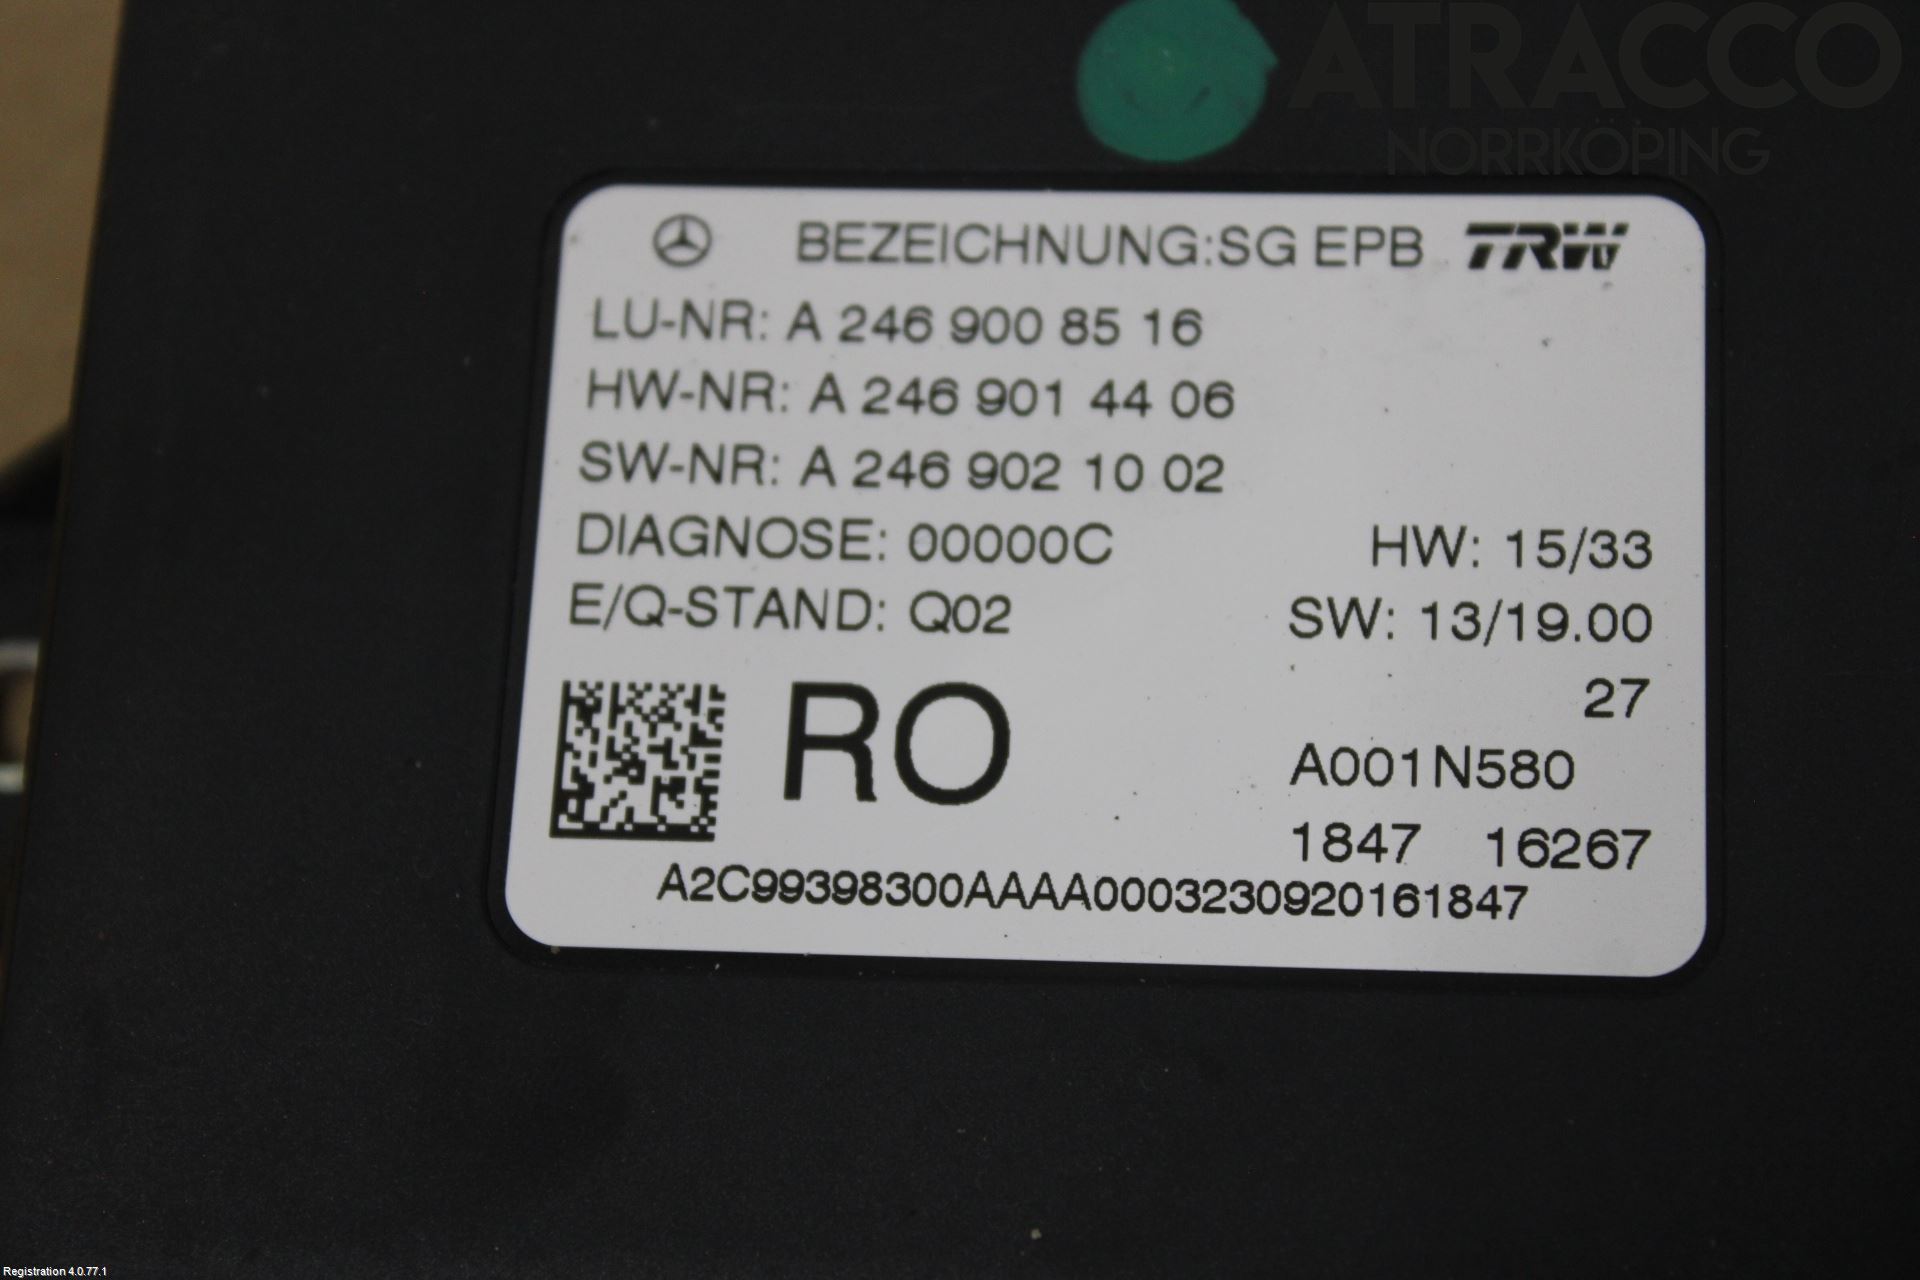 ATRACCO
NORRKÖPING
BEZEICHNUNG:SG EPB TRW
LU-NR: A 246 900 85 16
HW-NR: A 246 901 44 06
SW-NR: A 246 902 10 02
DIAGNOSE: 00000C HW: 15/33
E/Q-STAND: Q02 SW: 13/19.00
27
RO
A001N580
1847 16267
A2C99398300AAAA0003230920161847
Registration 4.0.77.1